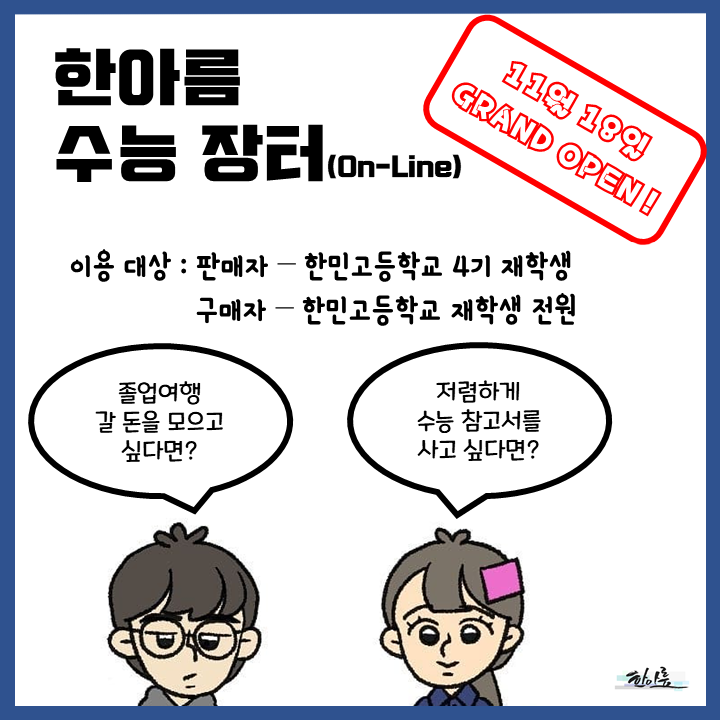 한아름
수능 장터(On-Line)
11월 18일
GRAND OPEN!
이용 대상 : 판매자 – 한민고등학교 4기 재학생
구매자 – 한민고등학교 재학생 전원
졸업여행
갈 돈을 모으고
싶다면?
저렴하게
수능 참고서를
사고 싶다면?
한아름